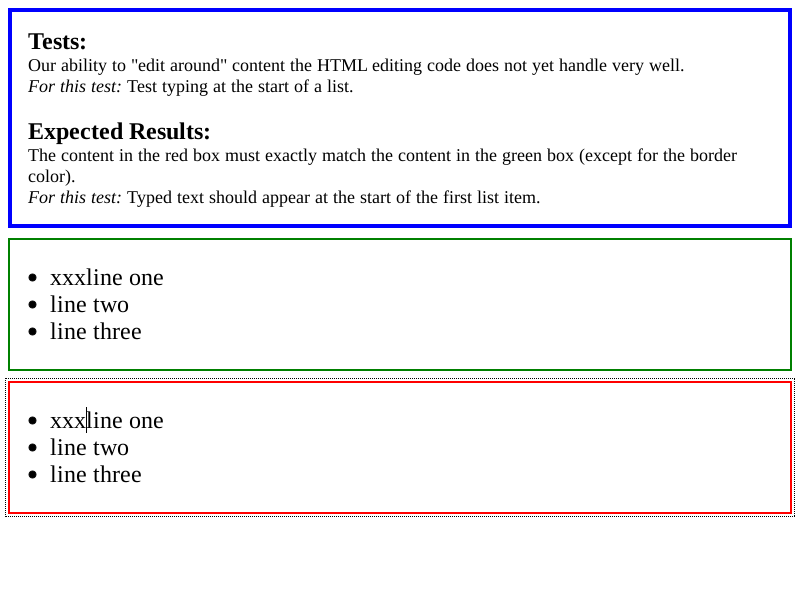 Tests:
Our ability to "edit around" content the HTML editing code does not yet handle very well.
For this test: Test typing at the start of a list.
Expected Results:
The content in the red box must exactly match the content in the green box (except for the border
color).
For this test: Typed text should appear at the start of the first list item.
• xxxline one
• line two
• line three
• xxxline one
• line two
• line three